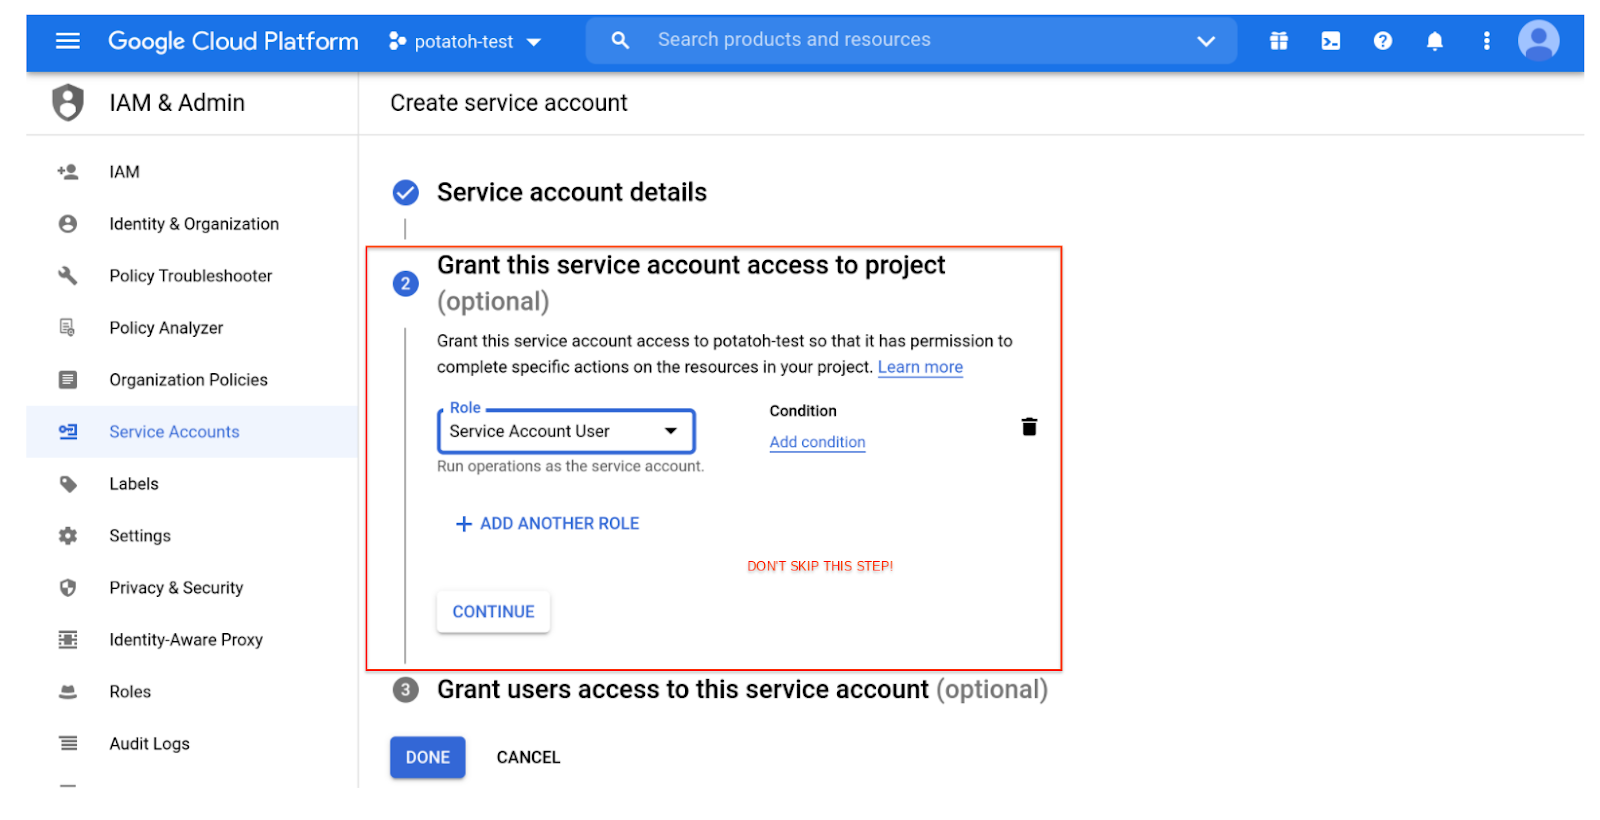 Google Cloud Platform
potatoh-test
Search products and resources
IAM & Admin
Create service account
IAM
Identity & Organization
Policy Troubleshooter
Policy Analyzer
Organization Policies
Service Accounts
Labels
Settings
Privacy & Security
Identity-Aware Proxy
Roles
Audit Logs
Service account details
2
Grant this service account access to project
(optional)
Grant this service account access to potatoh-test so that it has permission to
complete specific actions on the resources in your project. Learn more
Role
Service Account User
Run operations as the service account.
Condition
Add condition
+ ADD ANOTHER ROLE
DON'T SKIP THIS STEP!
CONTINUE
3
Grant users access to this service account (optional)
DONE
CANCEL